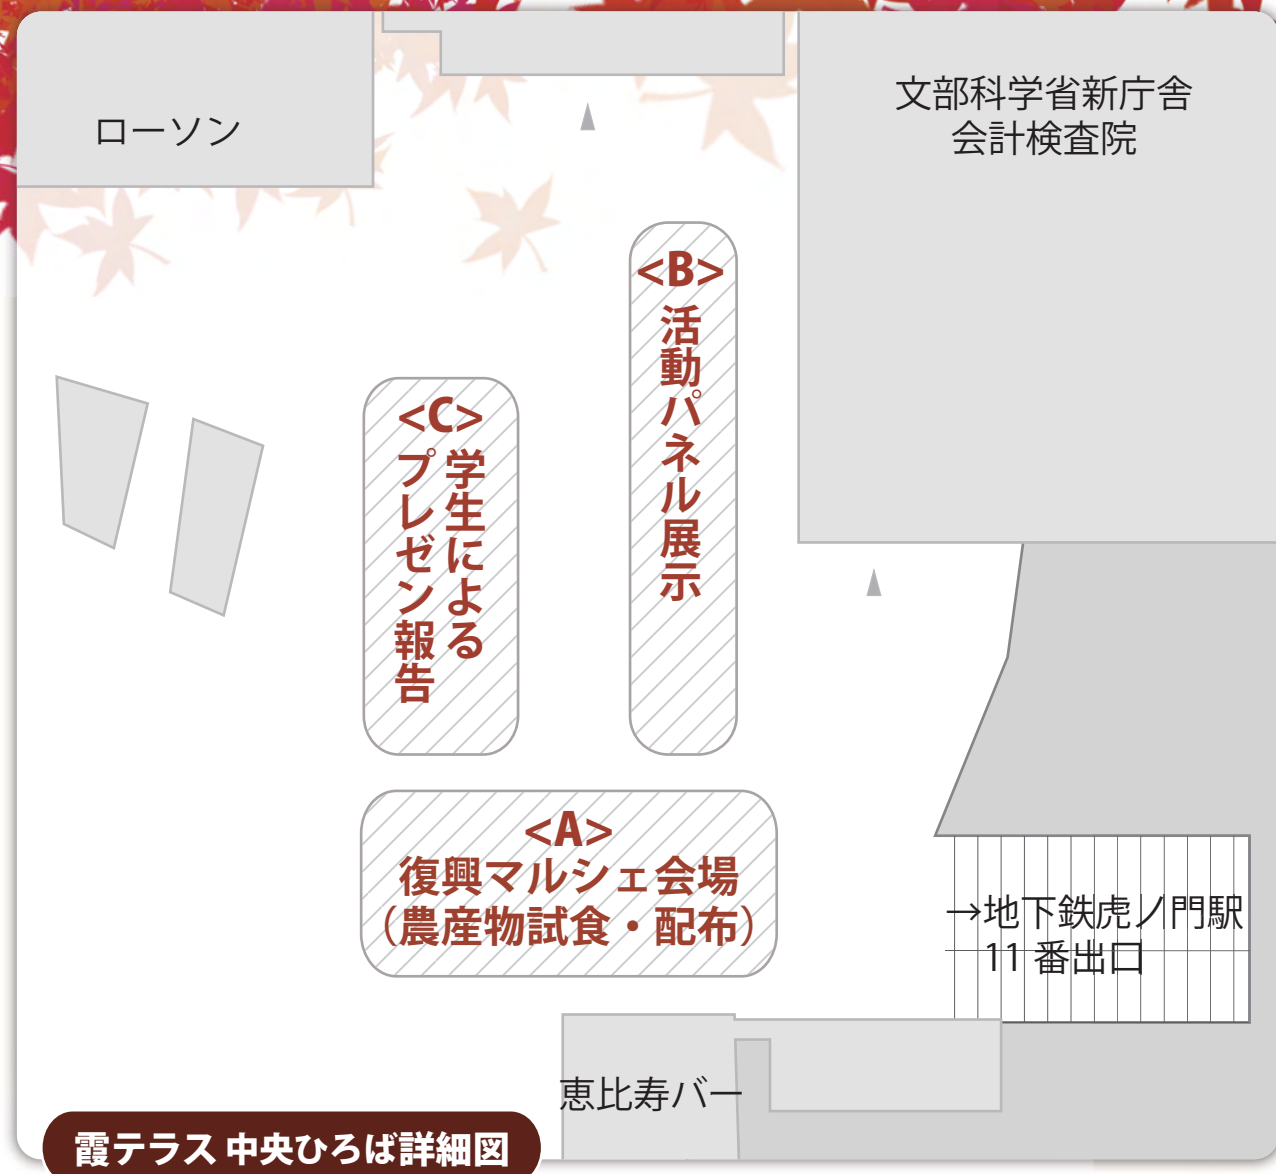 ローソン
文部科学省新庁舎
会計検査院
<B>
活動パネル展示
<C>
学生による
プレゼン報告
<A>
復興マルシェ会場
（農産物試食・配布）
→地下鉄虎ノ門駅
11 番出口
恵比寿バー
霞テラス 中央ひろば詳細図